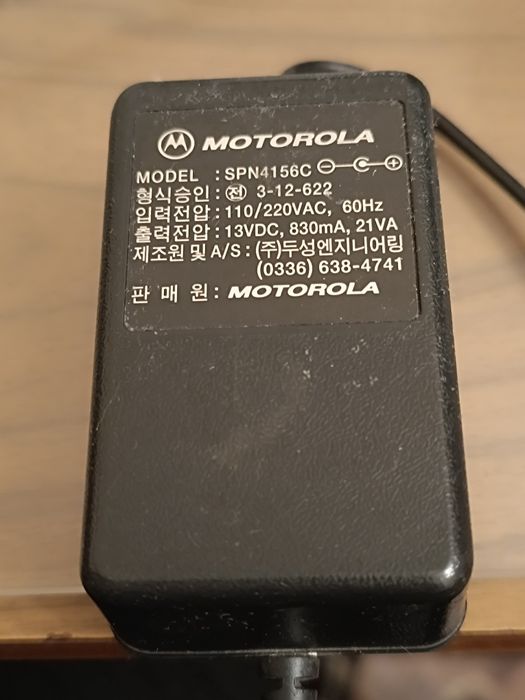 MOTOROLA
MODEL : SPN4156C
형식승인 : 전 3-12-622
입력전압 : 110/220VAC, 60Hz
출력전압 : 13VDC, 830mA, 21VA
제조원 및 A/S : (주)두성엔지니어링
(0336) 638-4741
판 매 원 : MOTOROLA